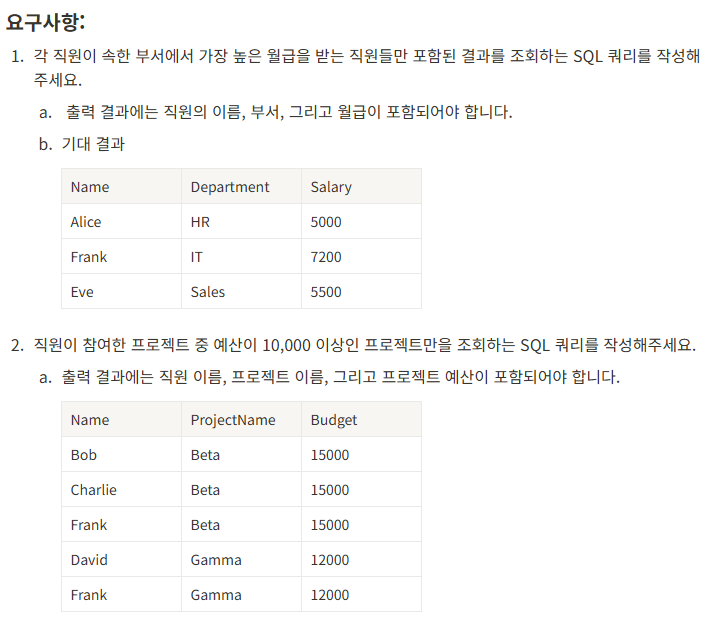 요구사항:
1. 각 직원이 속한 부서에서 가장 높은 월급을 받는 직원들만 포함된 결과를 조회하는 SQL 쿼리를 작성해
주세요.
a. 출력 결과에는 직원의 이름, 부서, 그리고 월급이 포함되어야 합니다.
b. 기대 결과
Name Department Salary
Alice HR 5000
Frank IT 7200
Eve Sales 5500
2. 직원이 참여한 프로젝트 중 예산이 10,000 이상인 프로젝트만을 조회하는 SQL 쿼리를 작성해주세요.
a. 출력 결과에는 직원 이름, 프로젝트 이름, 그리고 프로젝트 예산이 포함되어야 합니다.
Name ProjectName Budget
Bob Beta 15000
Charlie Beta 15000
Frank Beta 15000
David Gamma 12000
Frank Gamma 12000